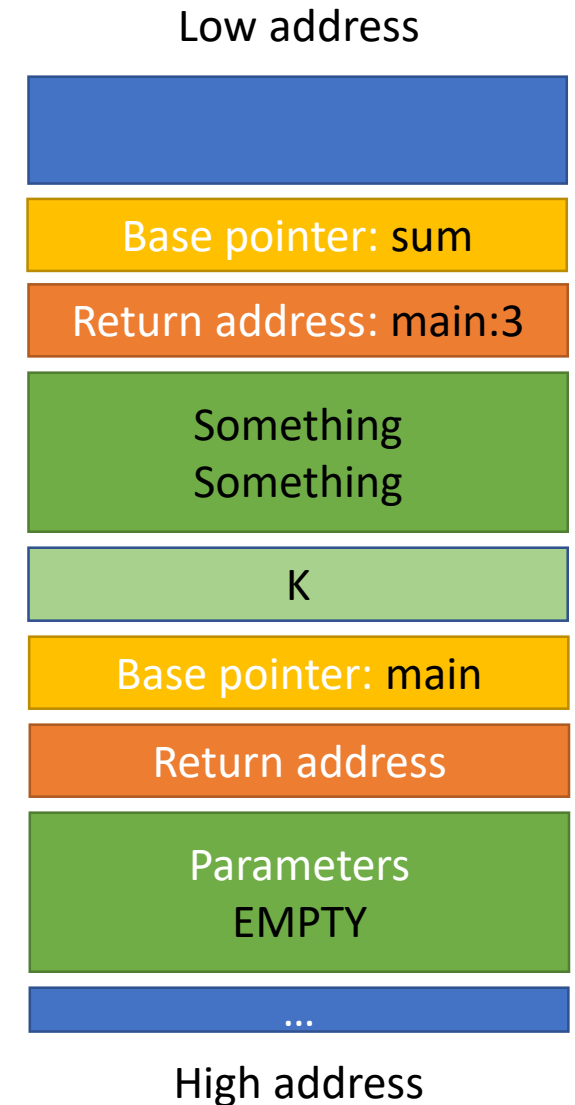 Low address
Base pointer: sum
Return address: main:3
Something
Something
K
Base pointer: main
Return address
Parameters
EMPTY
...
High address